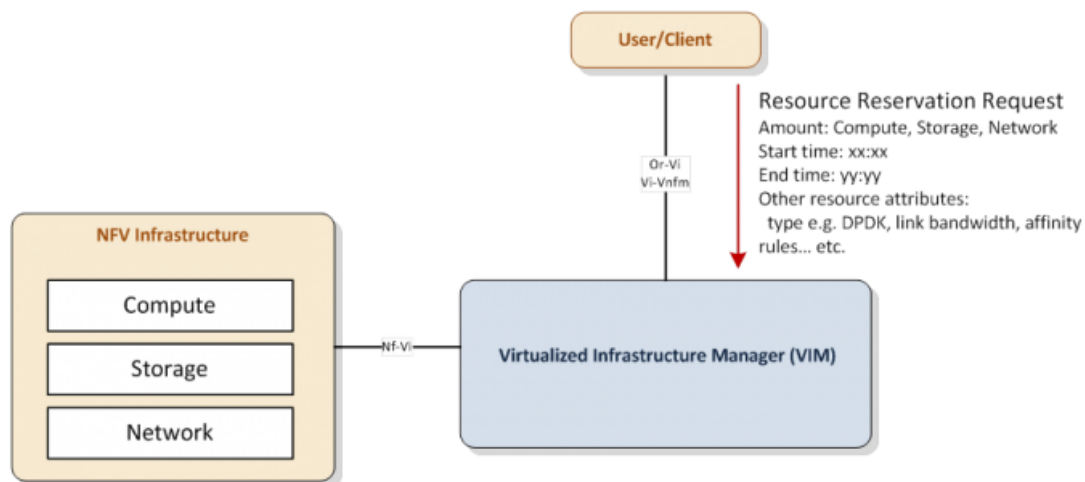 User/Client
Resource Reservation Request
Amount: Compute, Storage, Network
Start time: xx:xx
End time: yy:yy
Other resource attributes:
type e.g. DPDK, link bandwidth, affinity
rules... etc.
Or-Vi
Vi-Vnfm
NFV Infrastructure
Compute
Storage
Network
Nf-Vi
Virtualized Infrastructure Manager (VIM)